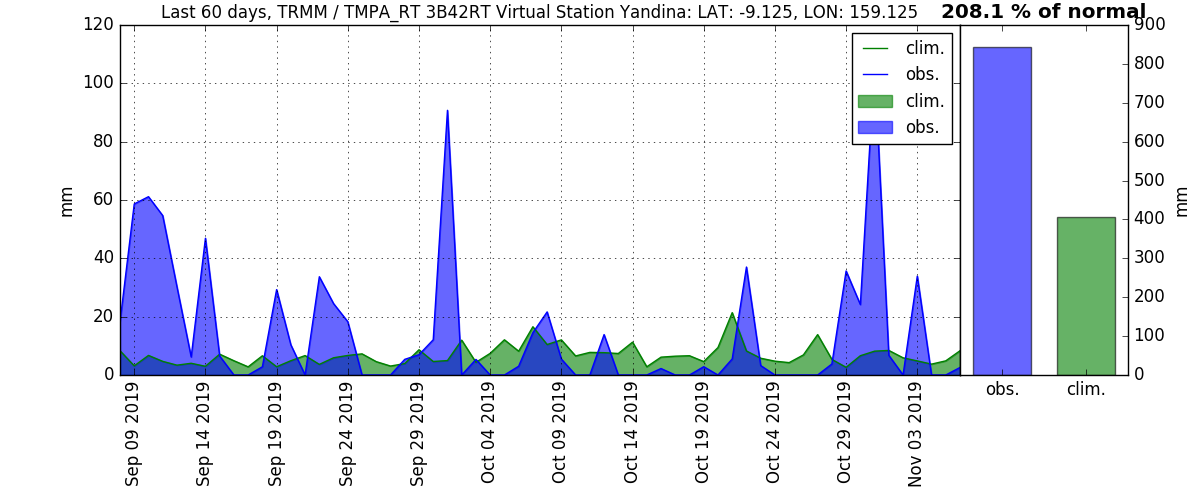 Last 60 days, TRMM / TMPA_RT 3B42RT Virtual Station Yandina: LAT: -9.125, LON: 159.125
208.1 % of normal
120
100
80
60
40
20
0
mm
clim.
obs.
clim.
obs.
900
800
700
600
500
400
300
200
100
0
mm
Sep 09 2019
Sep 14 2019
Sep 19 2019
Sep 24 2019
Sep 29 2019
Oct 04 2019
Oct 09 2019
Oct 14 2019
Oct 19 2019
Oct 24 2019
Oct 29 2019
Nov 03 2019
obs.
clim.